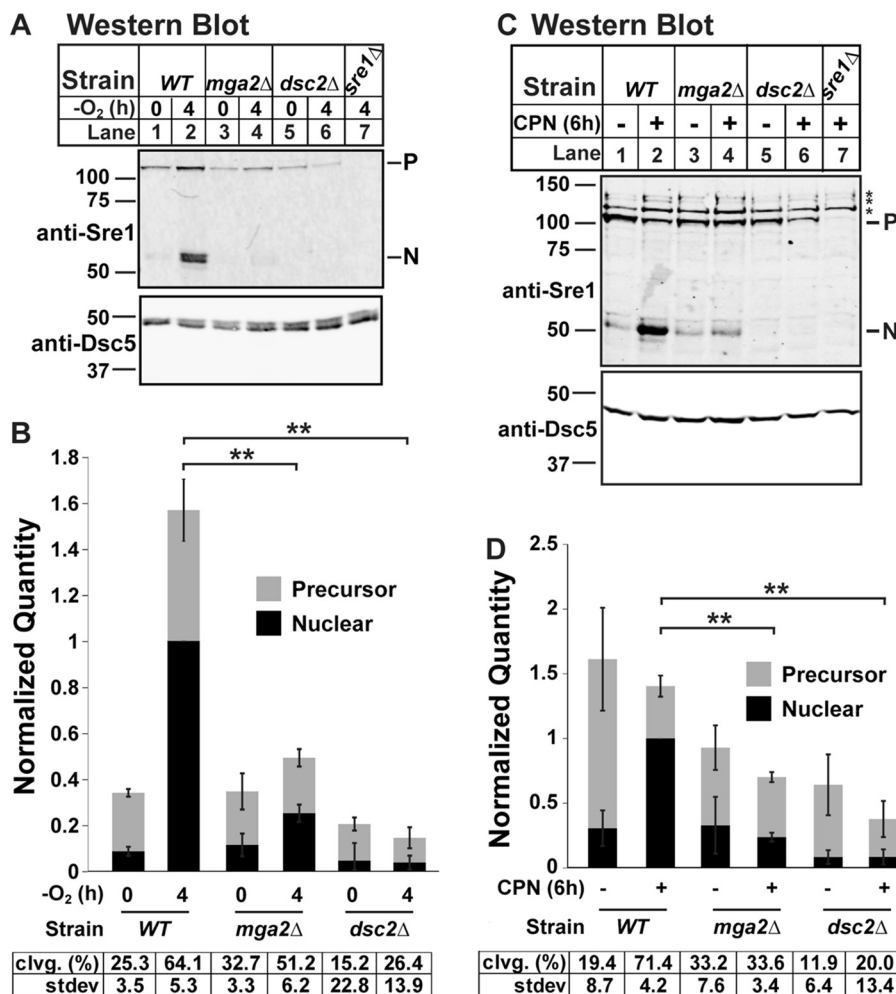 A Western Blot
Strain WT mga2Δ dsc2Δ sre1Δ
-O₂ (h) 0 4 0 4 0 4 4
Lane 1 2 3 4 5 6 7
P
100
75
anti-Sre1
N
50
50
anti-Dsc5
37
B
**
**
1.8
1.6
1.4
1.2
1
0.8
0.6
0.4
0.2
0
Normalized Quantity
Precursor
Nuclear
-O₂ (h) 0 4 0 4 0 4
Strain WT mga2Δ dsc2Δ
clvg. (%) 25.3 64.1 32.7 51.2 15.2 26.4
stdev 3.5 5.3 3.3 6.2 22.8 13.9
C Western Blot
Strain WT mga2Δ dsc2Δ sre1Δ
CPN (6h) - + - + - + +
Lane 1 2 3 4 5 6 7
150
*
*
*
100
P
75
anti-Sre1
50
N
50
anti-Dsc5
37
D
2.5
2
1.5
1
0.5
0
Normalized Quantity
**
**
Precursor
Nuclear
CPN (6h) - + - + - +
Strain WT mga2Δ dsc2Δ
clvg. (%) 19.4 71.4 33.2 33.6 11.9 20.0
stdev 8.7 4.2 7.6 3.4 6.4 13.4